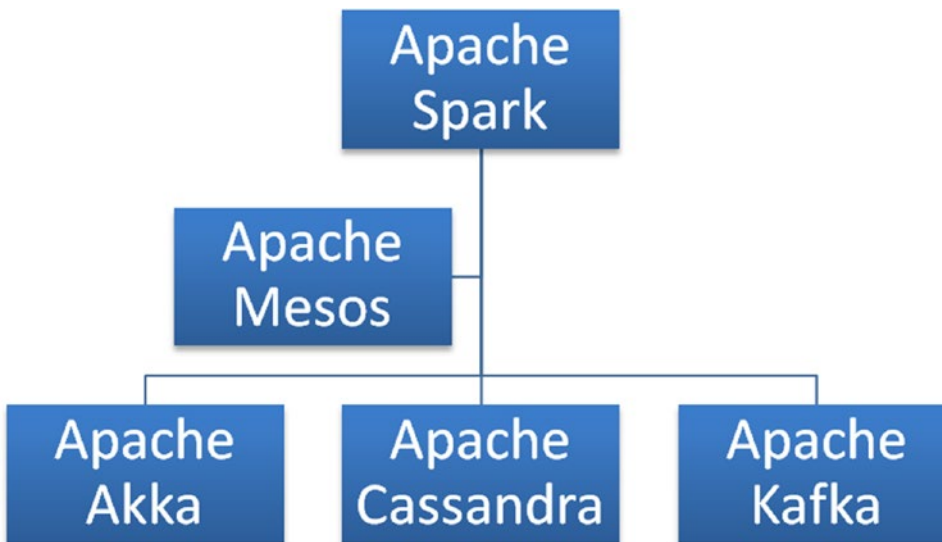 Apache
Spark
Apache
Mesos
Apache
Akka
Apache
Cassandra
Apache
Kafka